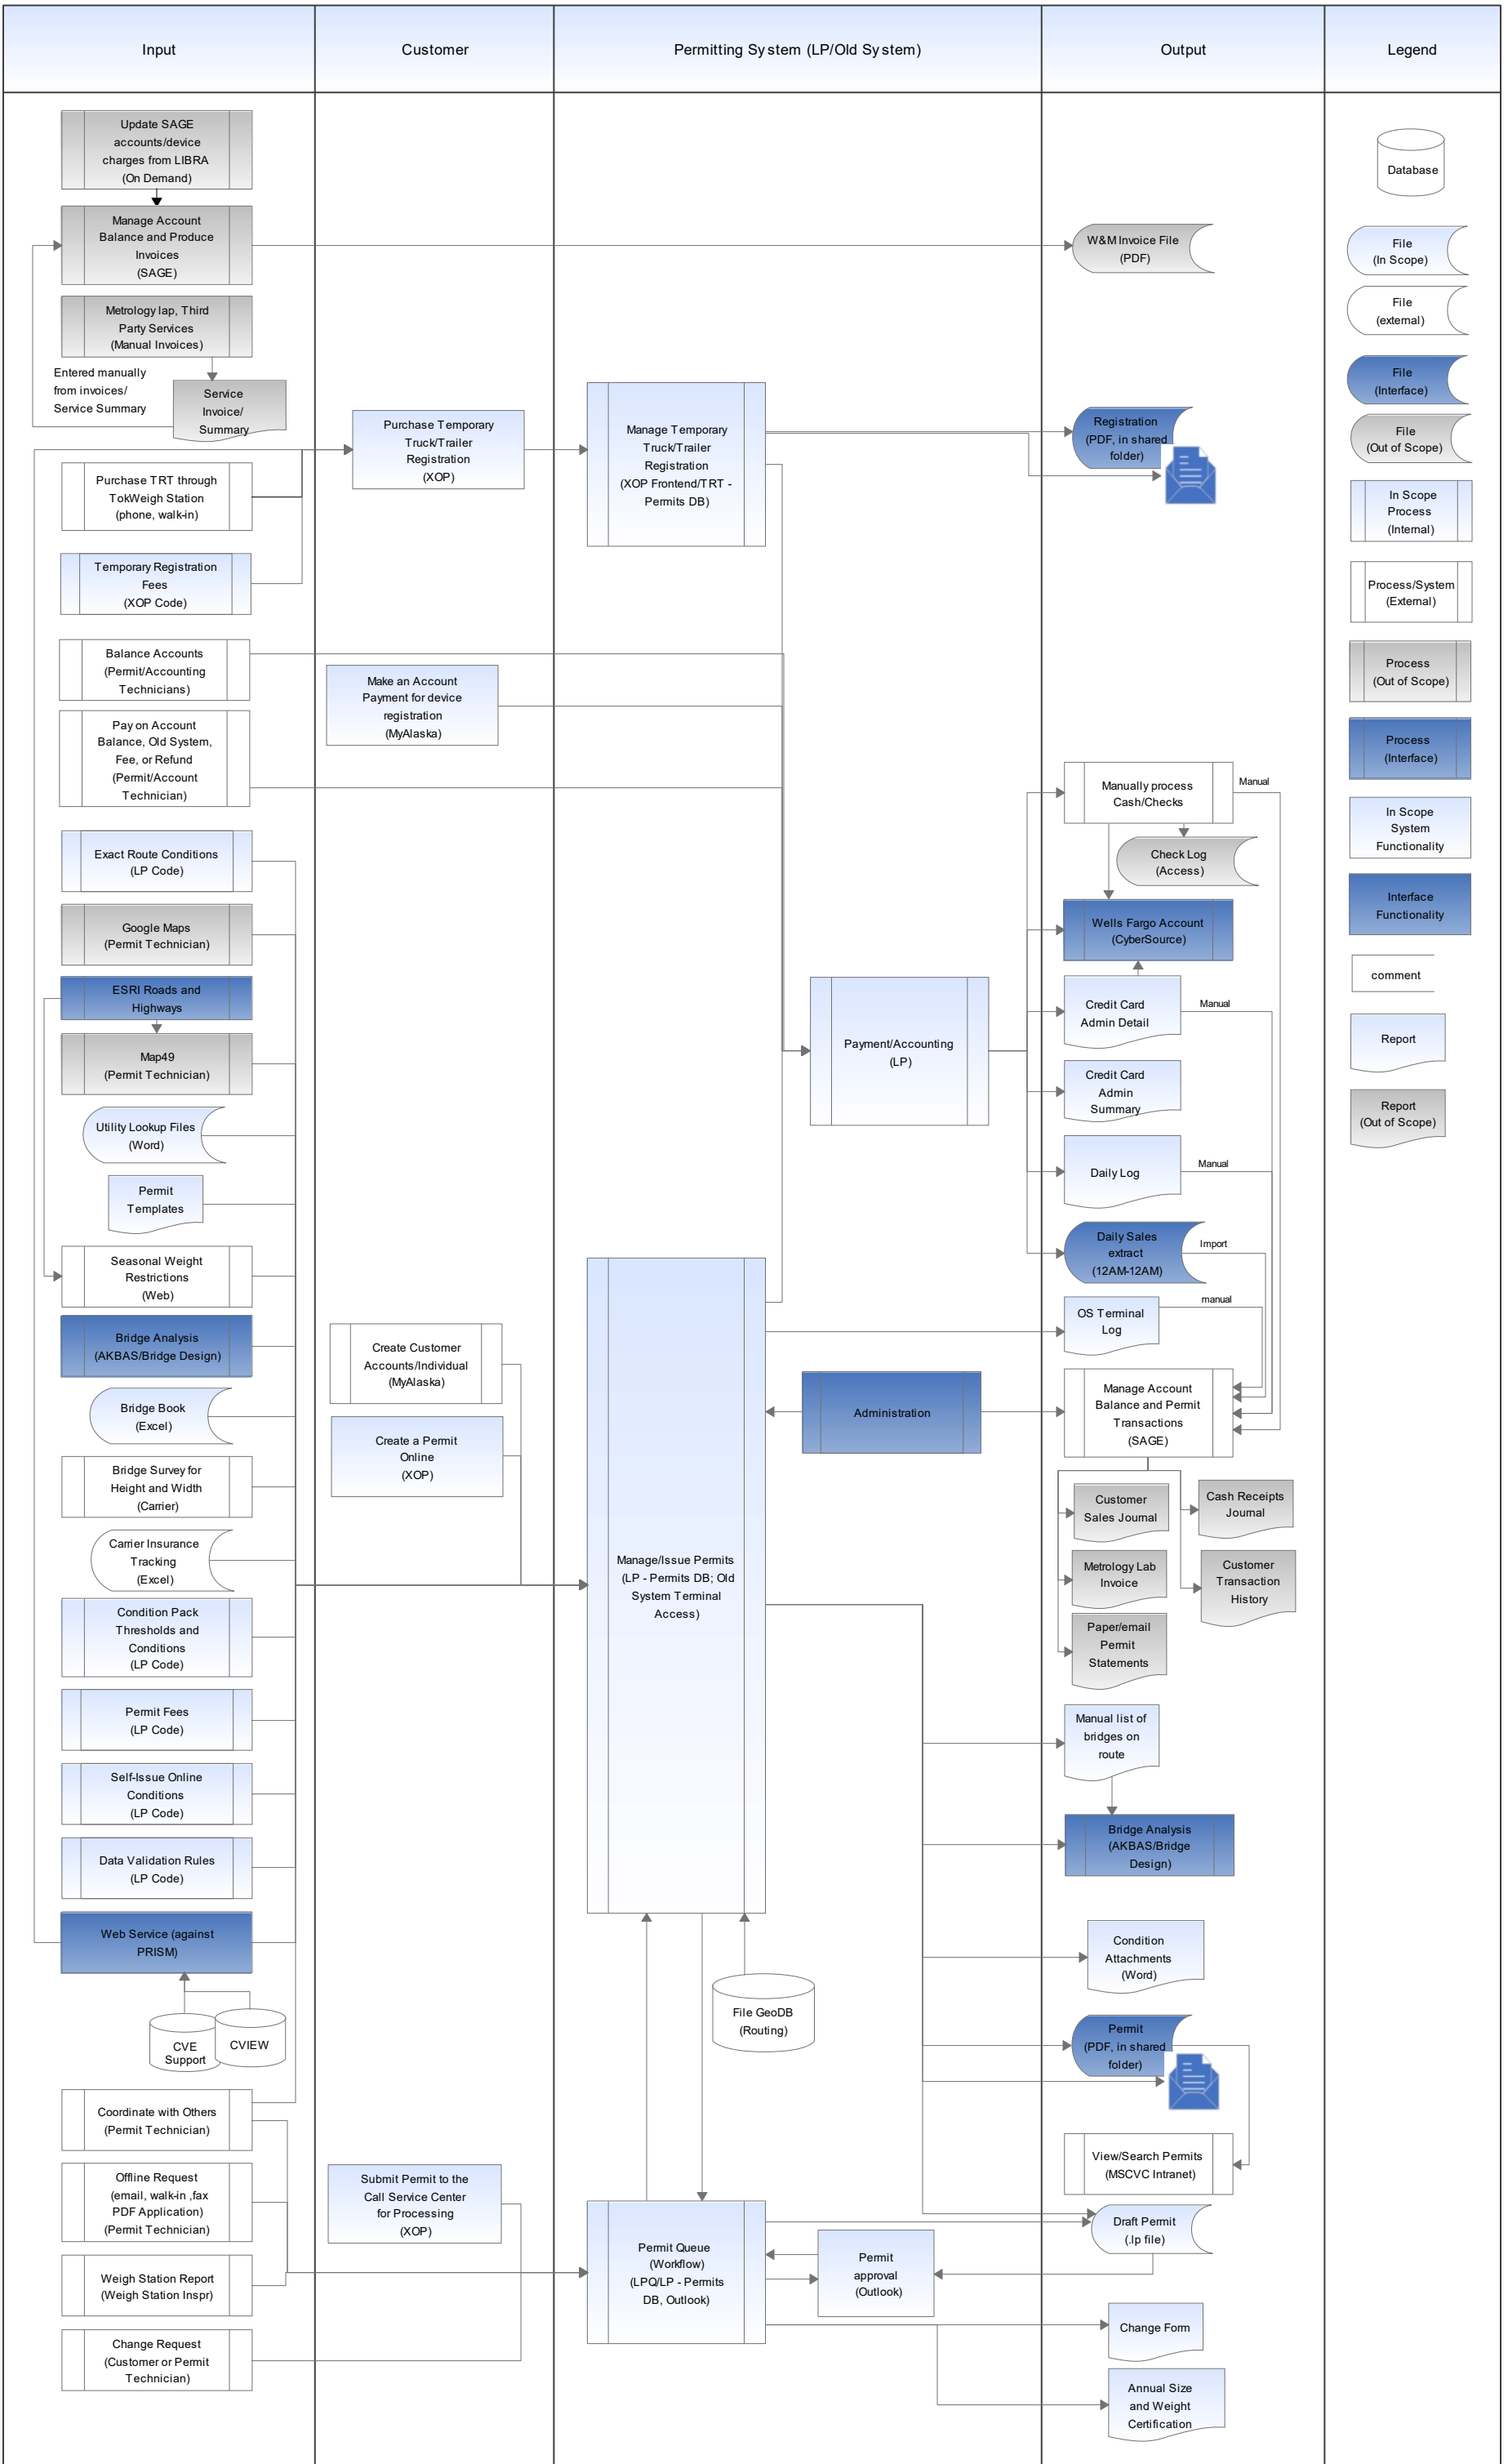 Input
Customer
Permitting System (LP/Old System)
Output
Legend
Update SAGE
accounts/device
charges from LIBRA
(On Demand)
Manage Account
Balance and Produce
Invoices
(SAGE)
Metrology lap, Third
Party Services
(Manual Invoices)
Entered manually
from invoices/
Service Summary
Service
Invoice/
Summary
Purchase TRT through
TokWeigh Station
(phone, walk-in)
Temporary Registration
Fees
(XOP Code)
Balance Accounts
(Permit/Accounting
Technicians)
Pay on Account
Balance, Old System,
Fee, or Refund
(Permit/Account
Technician)
Exact Route Conditions
(LP Code)
Google Maps
(Permit Technician)
ESRI Roads and
Highways
Map49
(Permit Technician)
Utility Lookup Files
(Word)
Permit
Templates
Seasonal Weight
Restrictions
(Web)
Bridge Analysis
(AKBAS/Bridge Design)
Bridge Book
(Excel)
Bridge Survey for
Height and Width
(Carrier)
Carrier Insurance
Tracking
(Excel)
Condition Pack
Thresholds and
Conditions
(LP Code)
Permit Fees
(LP Code)
Self-Issue Online
Conditions
(LP Code)
Data Validation Rules
(LP Code)
Web Service (against
PRISM)
CVE
Support
CVIEW
Coordinate with Others
(Permit Technician)
Offline Request
(email, walk-in ,fax
PDF Application)
(Permit Technician)
Weigh Station Report
(Weigh Station Inspr)
Change Request
(Customer or Permit
Technician)
Purchase Temporary
Truck/Trailer
Registration
(XOP)
Make an Account
Payment for device
registration
(MyAlaska)
Create Customer
Accounts/Individual
(MyAlaska)
Create a Permit
Online
(XOP)
Submit Permit to the
Call Service Center
for Processing
(XOP)
Manage Temporary
Truck/Trailer
Registration
(XOP Frontend/TRT -
Permits DB)
Payment/Accounting
(LP)
Administration
Manage/Issue Permits
(LP - Permits DB; Old
System Terminal
Access)
File GeoDB
(Routing)
Permit Queue
(Workflow)
(LPQ/LP - Permits
DB, Outlook)
Permit
approval
(Outlook)
W&M Invoice File
(PDF)
Registration
(PDF, in shared
folder)
Manually process
Cash/Checks
Manual
Check Log
(Access)
Wells Fargo Account
(CyberSource)
Credit Card
Admin Detail
Manual
Credit Card
Admin
Summary
Daily Log
Manual
Daily Sales
extract
(12AM-12AM)
Import
OS Terminal
Log
manual
Manage Account
Balance and Permit
Transactions
(SAGE)
Customer
Sales Journal
Cash Receipts
Journal
Metrology Lab
Invoice
Customer
Transaction
History
Paper/email
Permit
Statements
Manual list of
bridges on
route
Bridge Analysis
(AKBAS/Bridge
Design)
Condition
Attachments
(Word)
Permit
(PDF, in shared
folder)
View/Search Permits
(MSCVC Intranet)
Draft Permit
(.lp file)
Change Form
Annual Size
and Weight
Certification
Database
File
(In Scope)
File
(external)
File
(Interface)
File
(Out of Scope)
In Scope
Process
(Internal)
Process/System
(External)
Process
(Out of Scope)
Process
(Interface)
In Scope
System
Functionality
Interface
Functionality
comment
Report
Report
(Out of Scope)